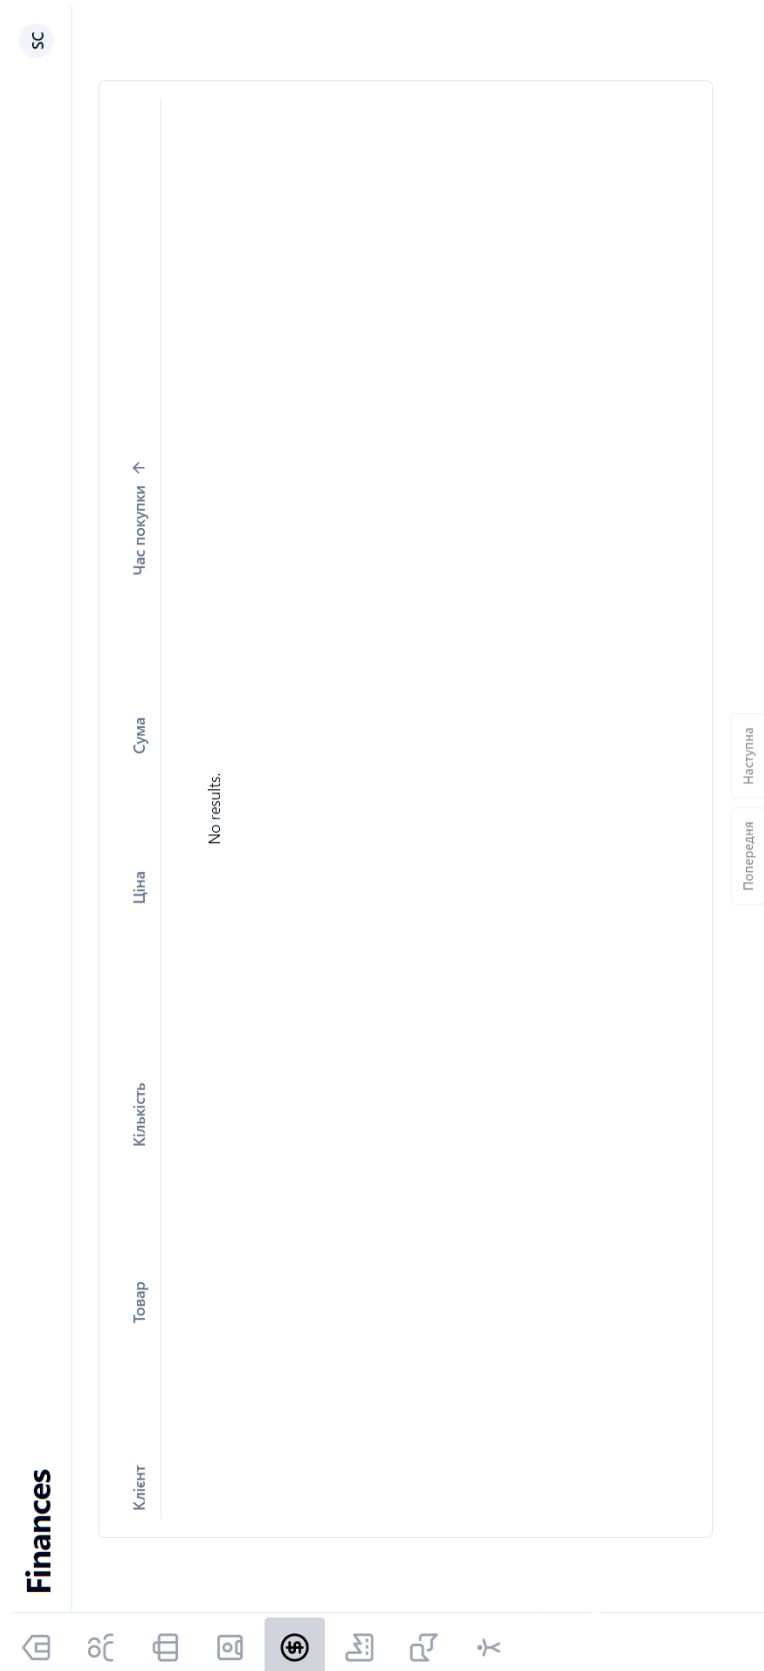 Finances
SC
Клієнт Товар Кількість Ціна Сума Час покупки
No results.
Попередня Наступна